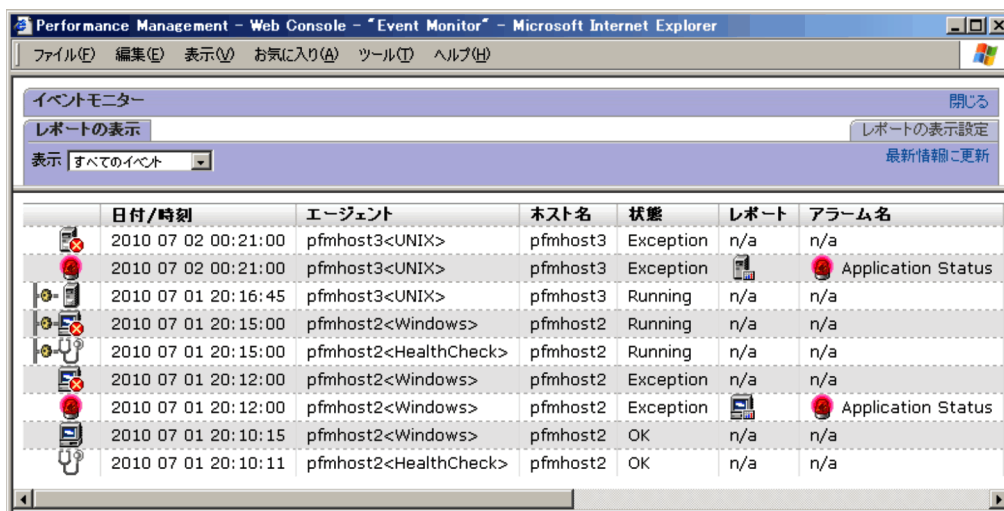 Performance Management - Web Console - "Event Monitor" - Microsoft Internet Explorer
ファイル(F) 編集(E) 表示(V) お気に入り(A) ツール(T) ヘルプ(H)
イベントモニター 閉じる
レポートの表示 レポートの表示設定
表示 すべてのイベント 最新情報に更新
日付/時刻 エージェント ホスト名 状態 レポート アラーム名
2010 07 02 00:21:00 pfmhost3<UNIX> pfmhost3 Exception n/a n/a
2010 07 02 00:21:00 pfmhost3<UNIX> pfmhost3 Exception Application Status
2010 07 01 20:16:45 pfmhost3<UNIX> pfmhost3 Running n/a n/a
2010 07 01 20:15:00 pfmhost2<Windows> pfmhost2 Running n/a n/a
2010 07 01 20:15:00 pfmhost2<HealthCheck> pfmhost2 Running n/a n/a
2010 07 01 20:12:00 pfmhost2<Windows> pfmhost2 Exception n/a n/a
2010 07 01 20:12:00 pfmhost2<Windows> pfmhost2 Exception Application Status
2010 07 01 20:10:15 pfmhost2<Windows> pfmhost2 OK n/a n/a
2010 07 01 20:10:11 pfmhost2<HealthCheck> pfmhost2 OK n/a n/a